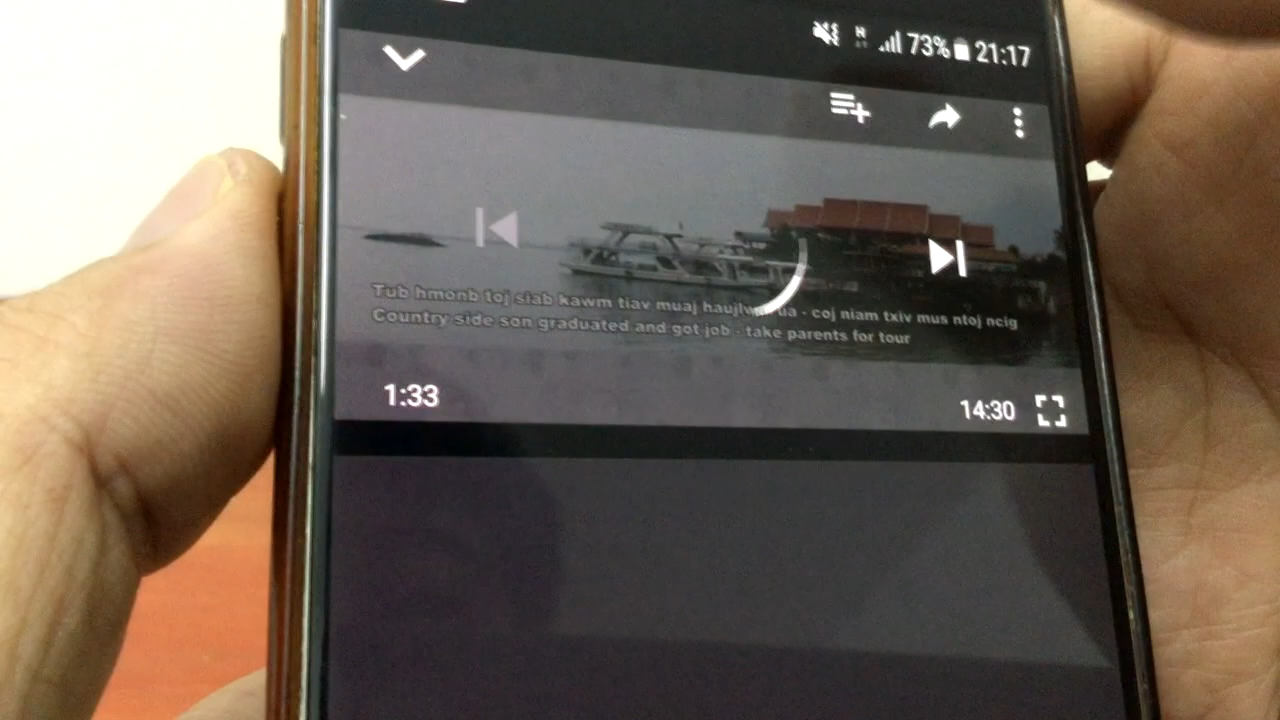 H 73% 21:17
Tub hmonb toj siab kawm tiav muaj ua - coj niam txiv mus ntoj ncig
Country side son graduated and got job - take parents for tour
1:33
14:30